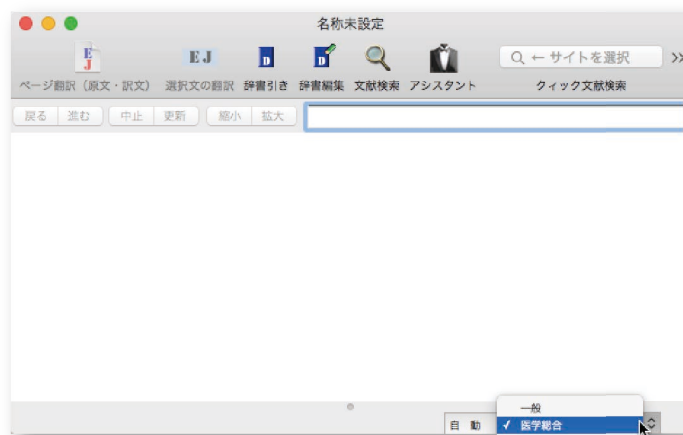 名称未設定
E J
E J
D
D
← サイトを選択
ページ翻訳（原文・訳文）
選択文の翻訳
辞書引き
辞書編集
文献検索
アシスタント
クイック文献検索
戻る
進む
中止
更新
縮小
拡大
一般
自 動
✓ 医学総合